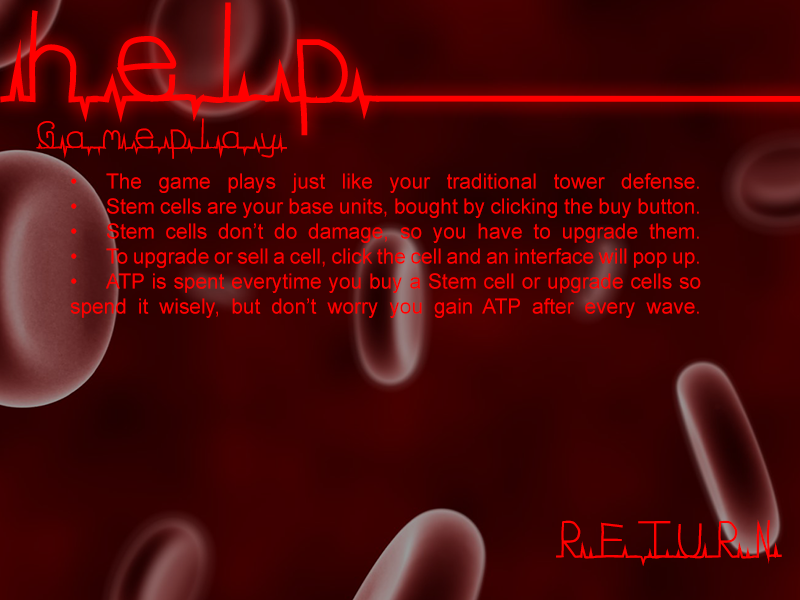 help
Gameplay
• The game plays just like your traditional tower defense.
• Stem cells are your base units, bought by clicking the buy button.
• Stem cells don’t do damage, so you have to upgrade them.
• To upgrade or sell a cell, click the cell and an interface will pop up.
• ATP is spent everytime you buy a Stem cell or upgrade cells so
spend it wisely, but don’t worry you gain ATP after every wave.
RETURN